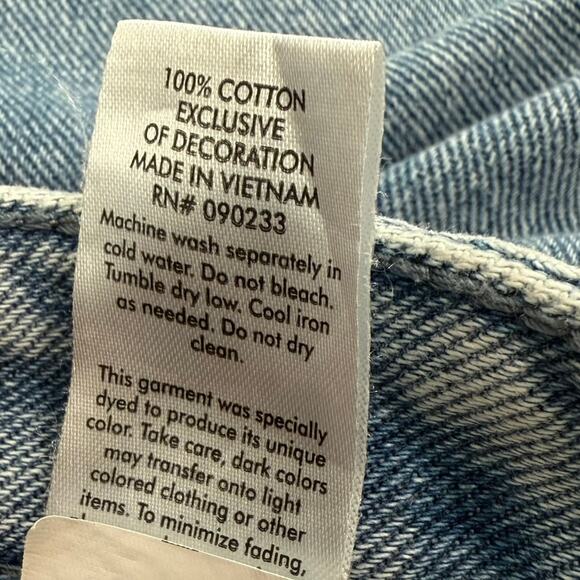 100% COTTON
EXCLUSIVE
OF DECORATION
MADE IN VIETNAM
RN# 090233
Machine wash separately in
cold water. Do not bleach.
Tumble dry low. Cool iron
as needed. Do not dry
clean.
This garment was specially
dyed to produce its unique
color. Take care, dark colors
may transfer onto light
colored clothing or other
items. To minimize fading,